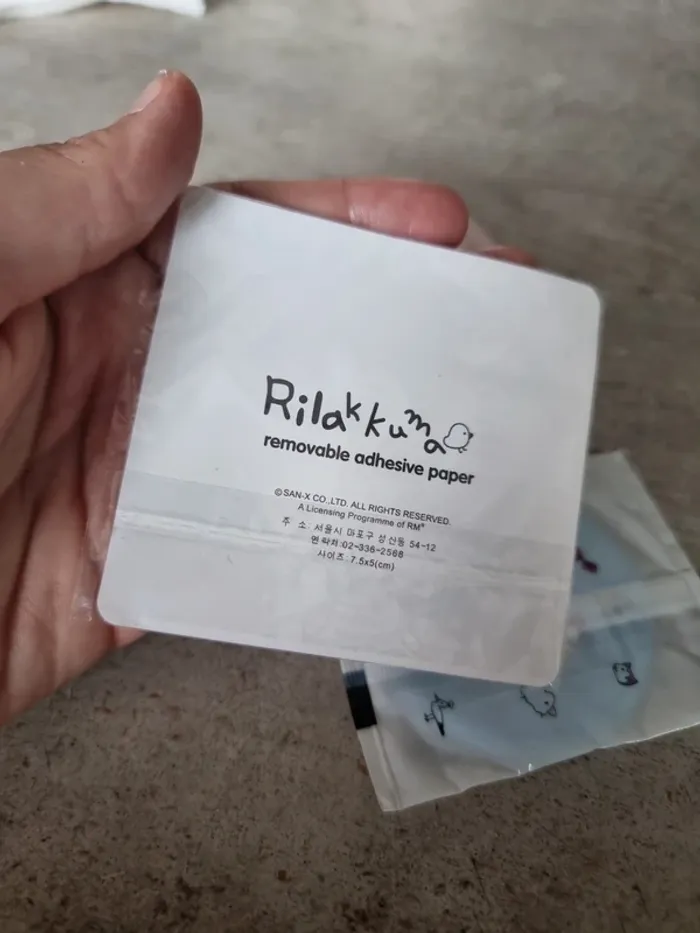 Rilakkuma
removable adhesive paper
©SAN-X CO.,LTD. ALL RIGHTS RESERVED.
A Licensing Programme of RM®
주 소: 서울시 마포구 성산동 54-12
연락처:02-336-2568
사이즈: 7.5x5(cm)